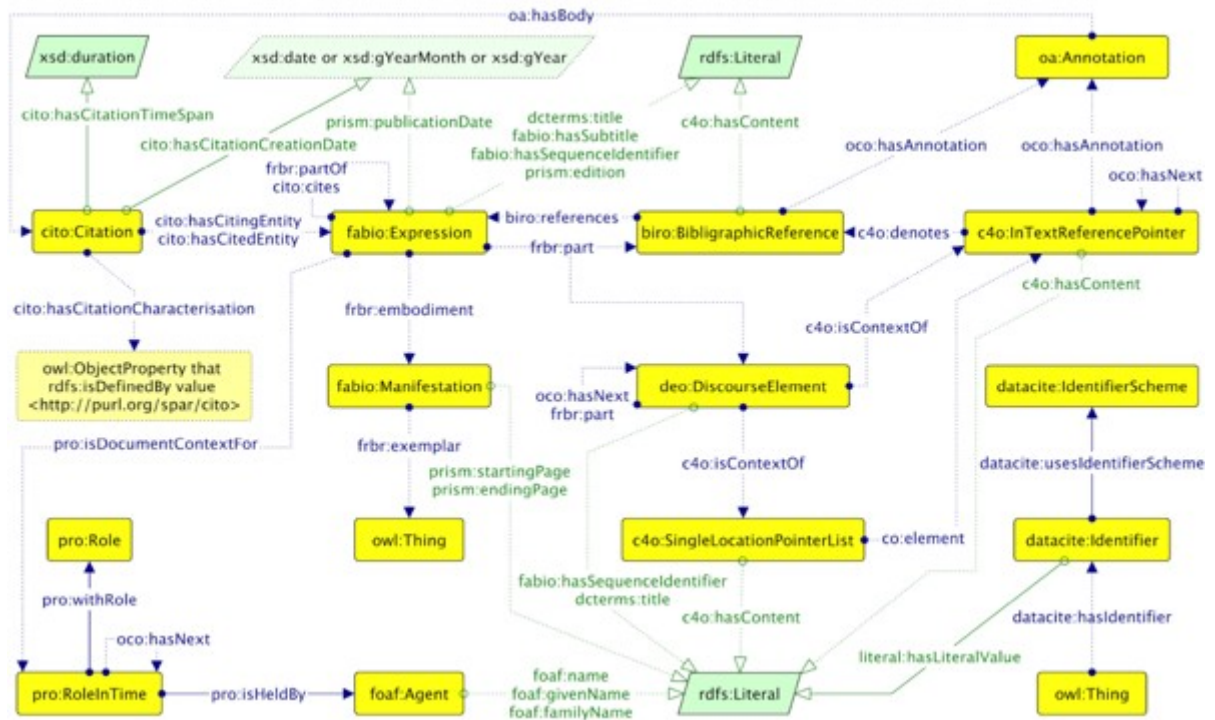 oa:hasBody
xsd:duration
xsd:date or xsd:gYearMonth or xsd:gYear
rdfs:Literal
oa:Annotation
cito:hasCitationTimeSpan
prism:publicationDate
cito:hasCitationCreationDate
dcterms:title
fabio:hasSubtitle
fabio:hasSequenceIdentifier
prism:edition
c4o:hasContent
oco:hasAnnotation
oco:hasAnnotation
oco:hasNext
frbr:partOf
cito:cites
cito:Citation
cito:hasCitingEntity
cito:hasCitedEntity
fabio:Expression
biro:references
frbr:part
biro:BibligraphicReference
c4o:denotes
c4o:InTextReferencePointer
c4o:hasContent
cito:hasCitationCharacterisation
frbr:embodiment
c4o:isContextOf
owl:ObjectProperty that
rdfs:isDefinedBy value
<http://purl.org/spar/cito>
fabio:Manifestation
oco:hasNext
frbr:part
deo:DiscourseElement
datacite:IdentifierScheme
pro:isDocumentContextFor
frbr:exemplar
prism:startingPage
prism:endingPage
c4o:isContextOf
datacite:usesIdentifierScheme
pro:Role
owl:Thing
c4o:SingleLocationPointerList
co:element
datacite:Identifier
pro:withRole
fabio:hasSequenceIdentifier
dcterms:title
c4o:hasContent
datacite:hasIdentifier
oco:hasNext
literal:hasLiteralValue
pro:RoleInTime
pro:isHeldBy
foaf:Agent
foaf:name
foaf:givenName
foaf:familyName
rdfs:Literal
owl:Thing